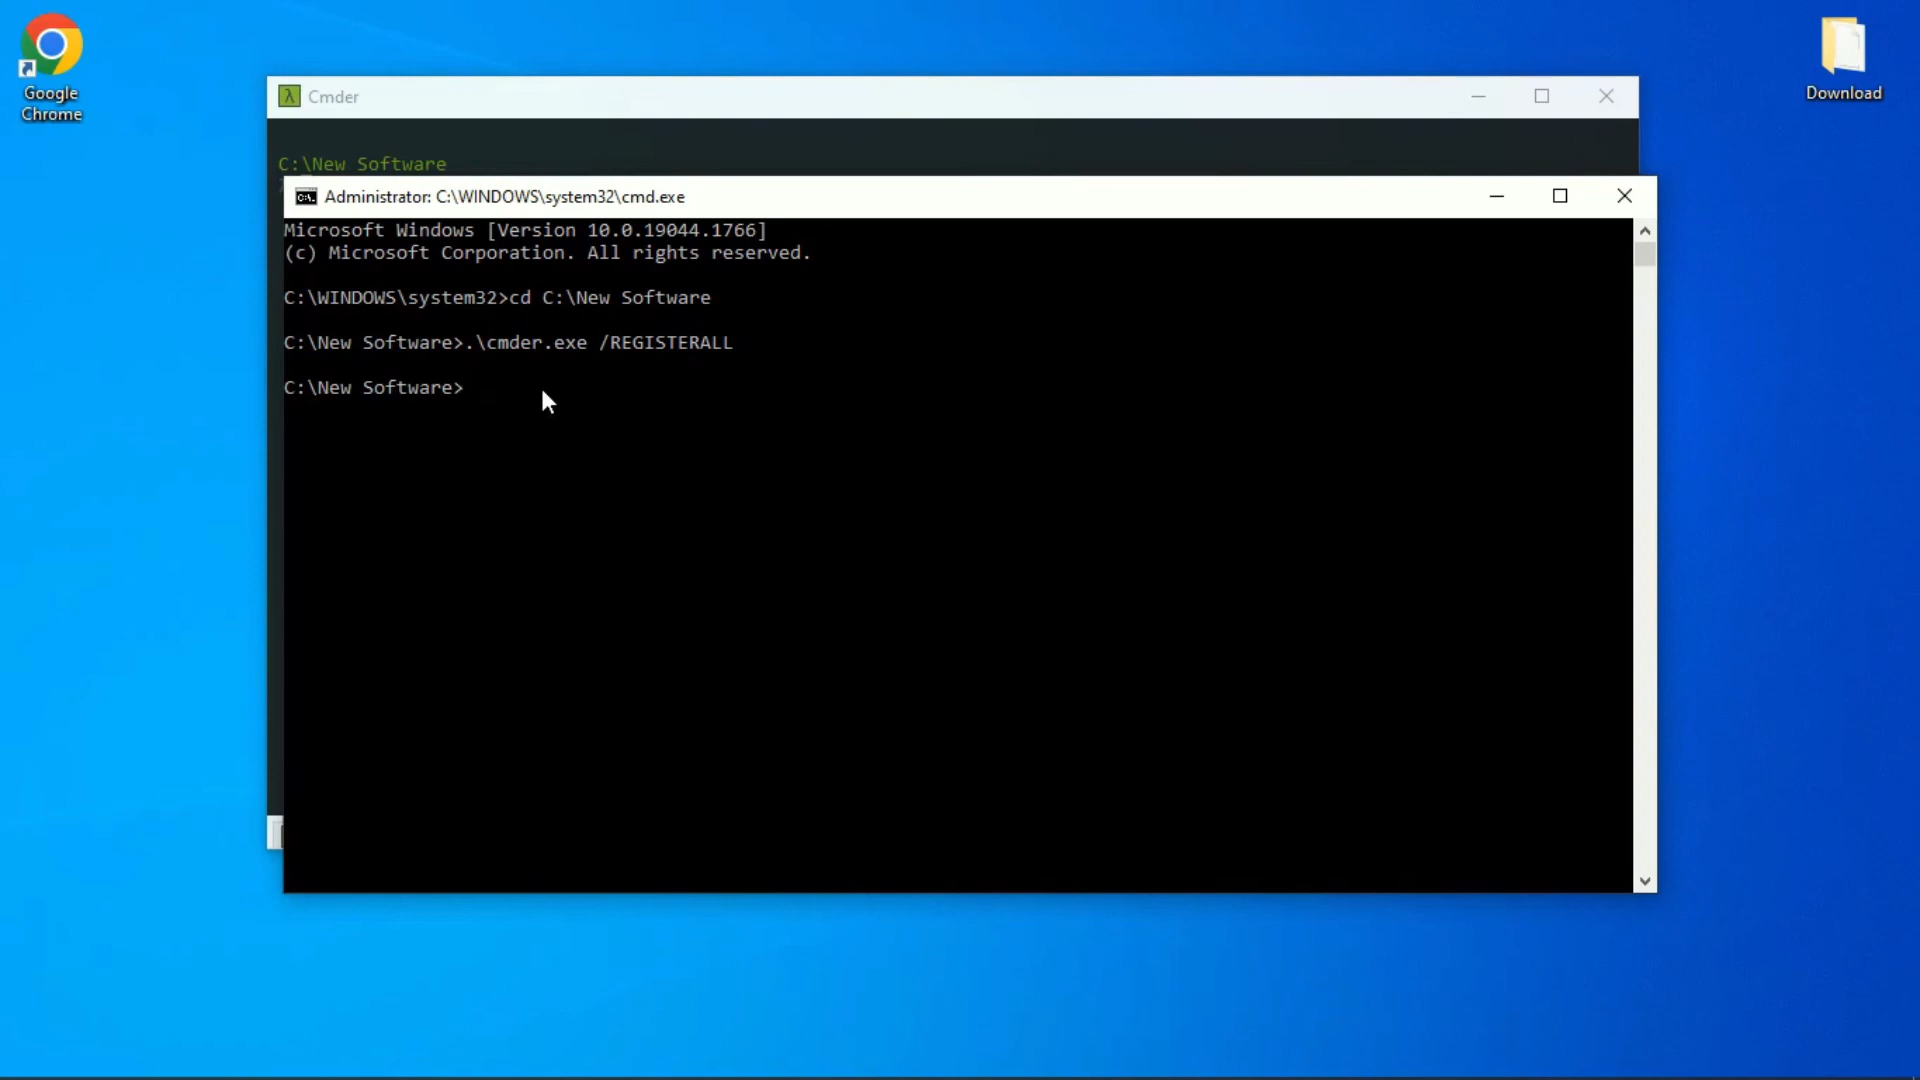 Google
Chrome
Download
Cmder
C:\New Software
Administrator: C:\WINDOWS\system32\cmd.exe
Microsoft Windows [Version 10.0.19044.1766]
(c) Microsoft Corporation. All rights reserved.
C:\WINDOWS\system32>cd C:\New Software
C:\New Software>.\cmder.exe /REGISTERALL
C:\New Software>